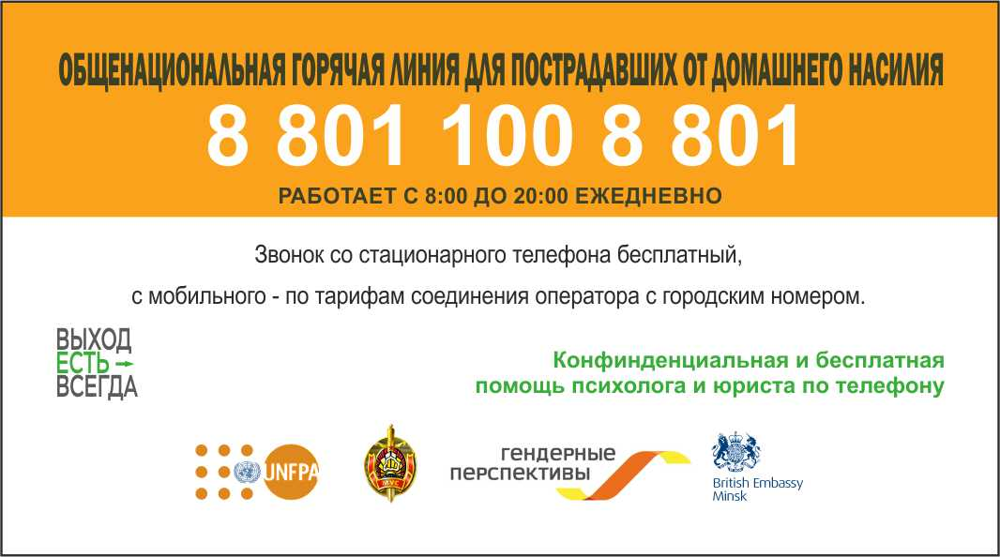 ОБЩЕНАЦИОНАЛЬНАЯ ГОРЯЧАЯ ЛИНИЯ ДЛЯ ПОСТРАДАВШИХ ОТ ДОМАШНЕГО НАСИЛИЯ
8 801 100 8 801
РАБОТАЕТ С 8:00 ДО 20:00 ЕЖЕДНЕВНО
Звонок со стационарного телефона бесплатный,
с мобильного - по тарифам соединения оператора с городским номером.
ВЫХОД
ЕСТЬ
ВСЕГДА
Конфинденциальная и бесплатная
помощь психолога и юриста по телефону
UNFPA
МУС
гендерные
перспективы
British Embassy
Minsk